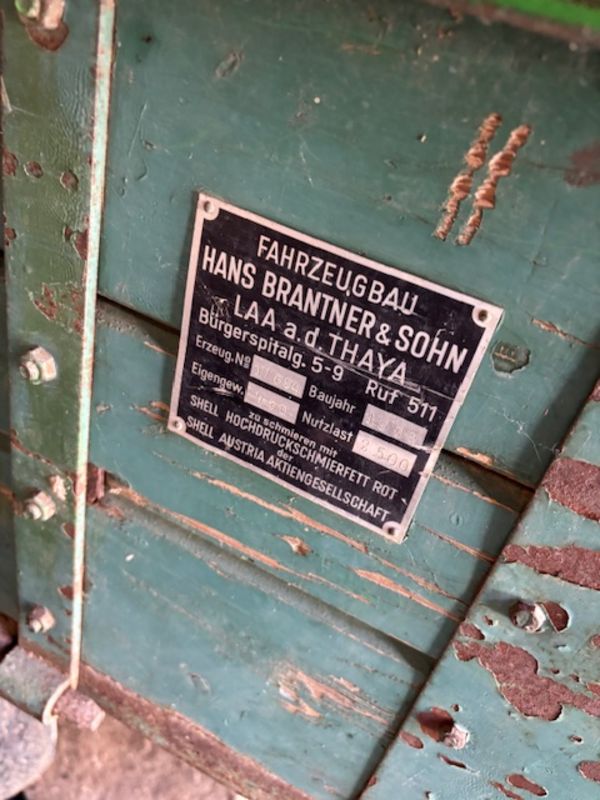 FAHRZEUGBAU
HANS BRANTNER & SOHN
LAA a. d. THAYA
Bürgerspitalg. 5-9 Ruf 511
Erzeug. No Baujahr
Eigengew. Nutzlast 2500
zu schmieren mit
SHELL HOCHDRUCKSCHMIERFETT ROT
der
SHELL AUSTRIA AKTIENGESELLSCHAFT